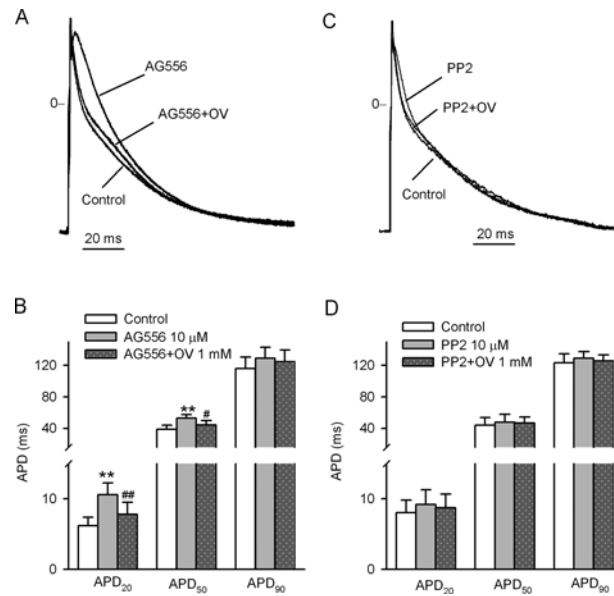 A
AG556
0
AG556+OV
Control
20 ms
C
PP2
0
PP2+OV
Control
20 ms
B
Control
AG556 10 μM
AG556+OV 1 mM
120
40
10
0
APD (ms)
**
##
**
#
APD20
APD50
APD90
D
Control
PP2 10 μM
PP2+OV 1 mM
120
40
10
0
APD (ms)
APD20
APD50
APD90